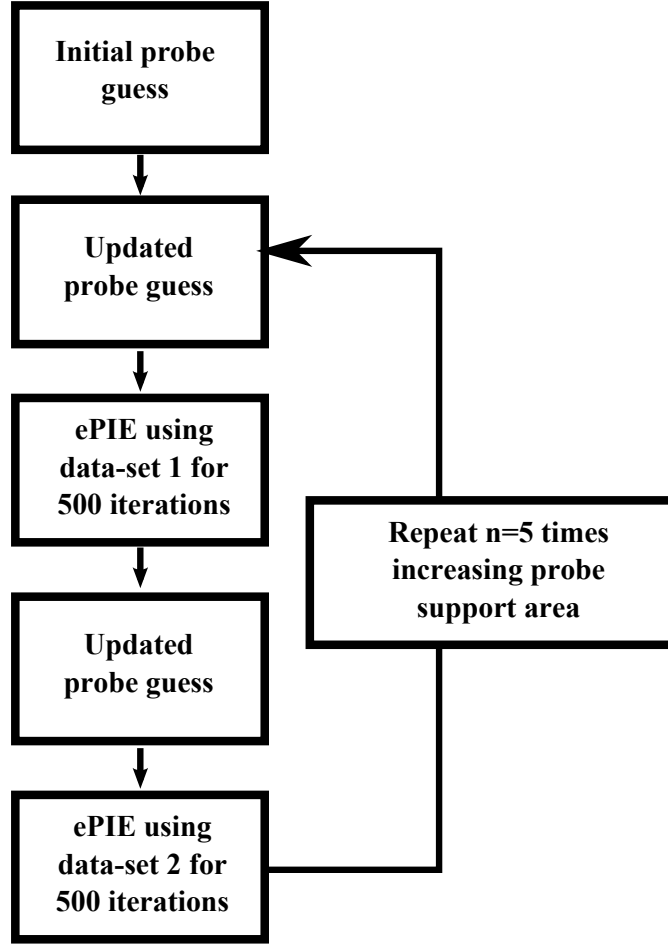 Initial probe
guess
Updated
probe guess
ePIE using
data-set 1 for
500 iterations
Updated
probe guess
ePIE using
data-set 2 for
500 iterations
Repeat n=5 times
increasing probe
support area